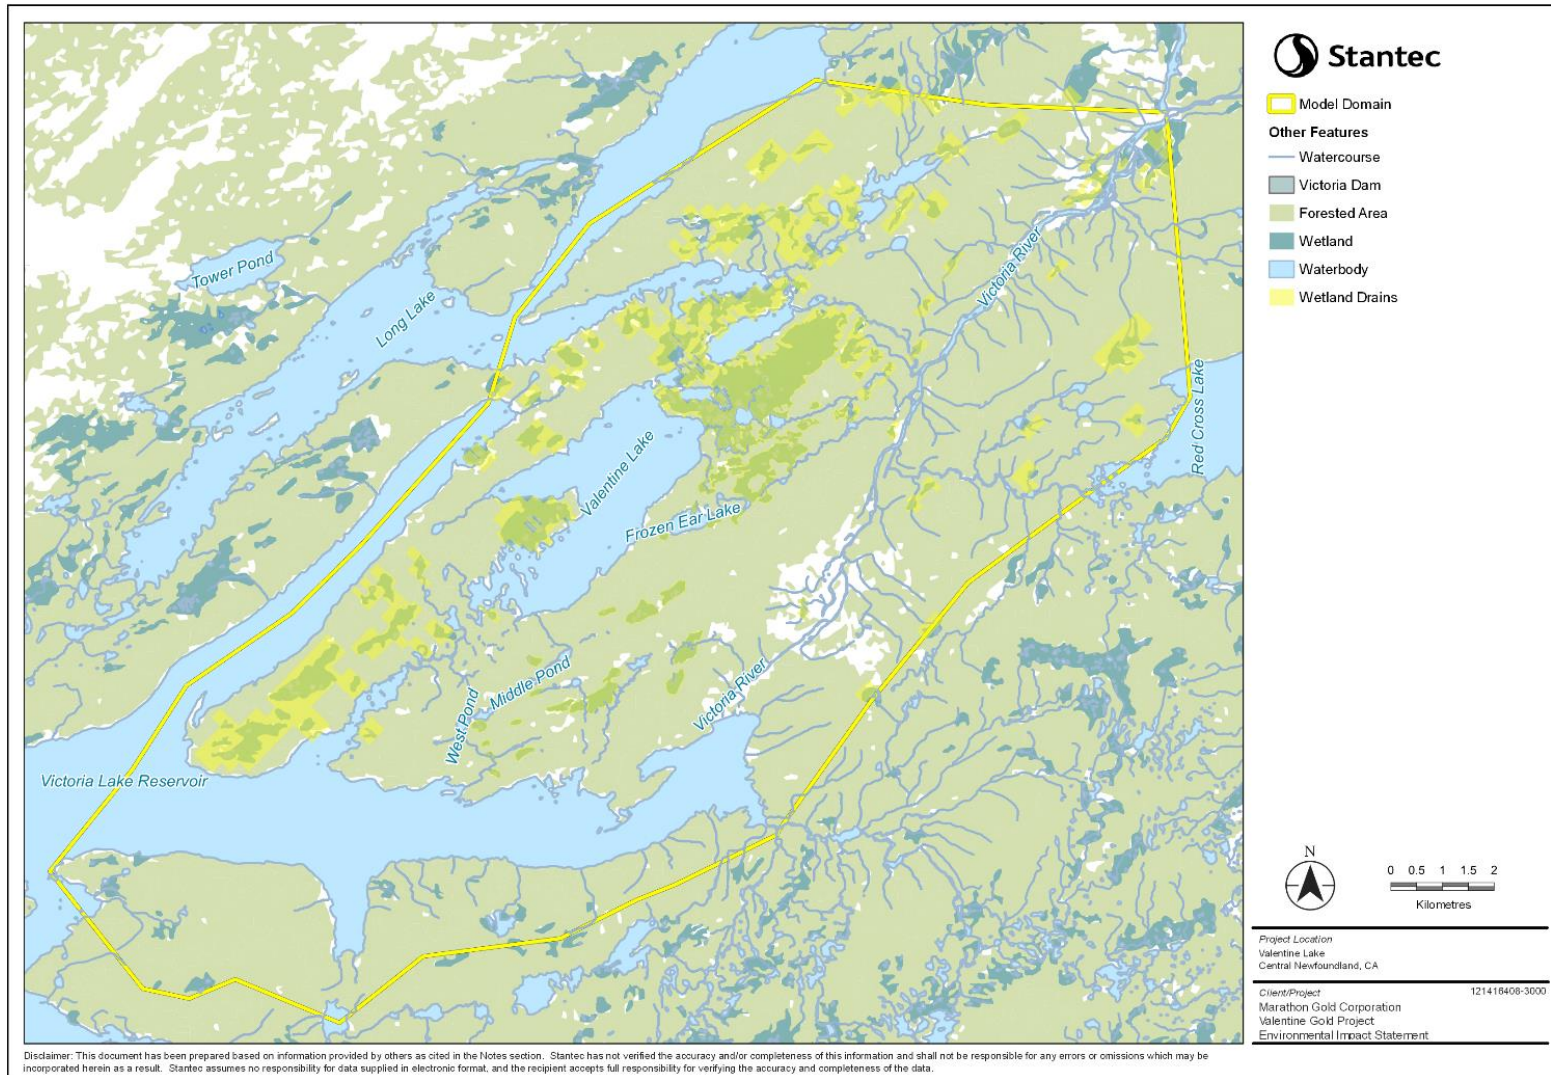 Stantec
Model Domain
Other Features
Watercourse
Victoria Dam
Forested Area
Wetland
Waterbody
Wetland Drains
Tower Pond
Long Lake
Victoria River
Red Cross Lake
Valentine Lake
Frozen Ear Lake
Middle Pond
West Pond
Victoria River
Victoria Lake Reservoir
N
0 0.5 1 1.5 2
Kilometres
Project Location
Valentine Lake
Central Newfoundland, CA
Client/Project 121416408-3000
Marathon Gold Corporation
Valentine Gold Project
Environmental Impact Statement
Disclaimer: This document has been prepared based on information provided by others as cited in the Notes section. Stantec has not verified the accuracy and/or completeness of this information and shall not be responsible for any errors or omissions which may be
incorporated herein as a result. Stantec assumes no responsibility for data supplied in electronic format, and the recipient accepts full responsibility for verifying the accuracy and completeness of the data.